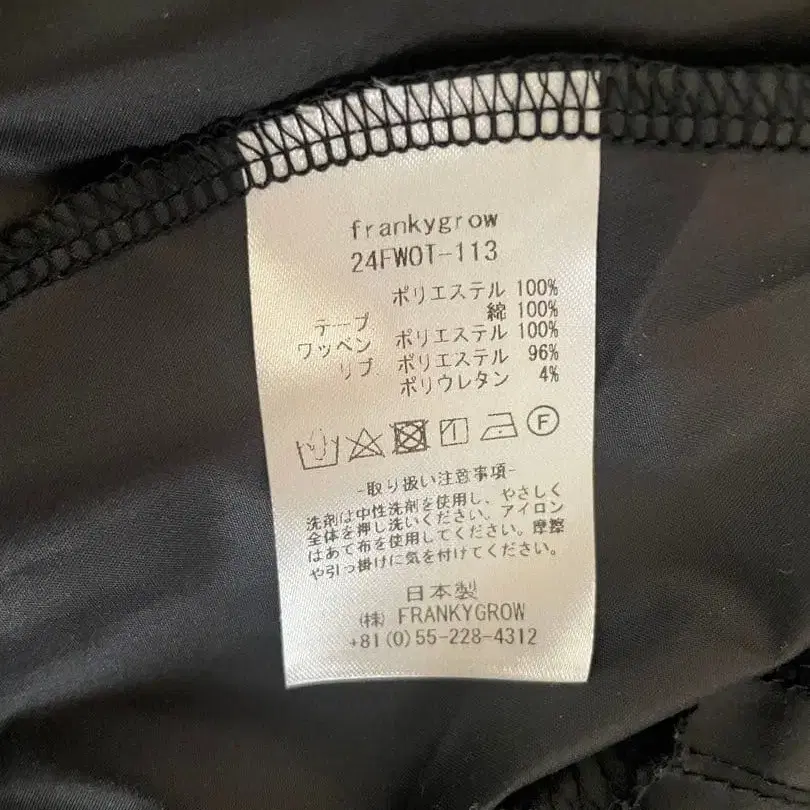 frankygrow
24FWOT-113
ポリエステル 100%
テープ 綿 100%
ワッペン ポリエステル 100%
リブ ポリエステル 96%
ポリウレタン 4%
F
-取り扱い注意事項-
洗剤は中性洗剤を使用し、やさしく
全体を押し洗いください。アイロン
はあて布を使用してください。摩擦
や引っ掛けに気を付けてください。
日本製
(株) FRANKYGROW
+81(0)55-228-4312